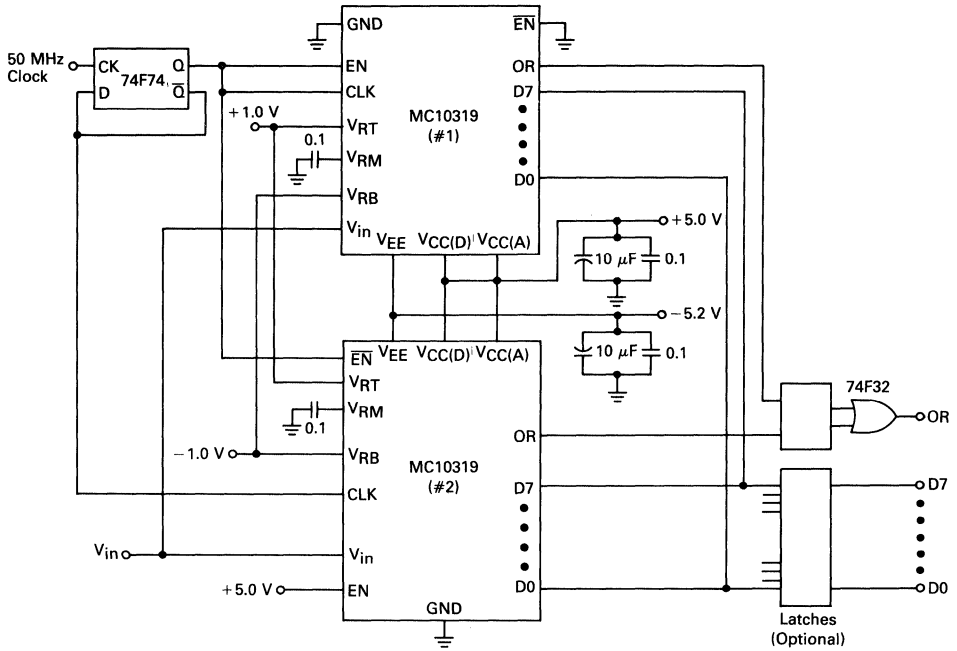 GND
EN
50 MHz
Clock
CK
Q
74F74
D
Q
EN
OR
CLK
D7
+1.0 V
VRT
MC10319
(#1)
0.1
VRM
D0
VRB
Vin
VEE
VCC(D)
VCC(A)
+5.0 V
10 μF
0.1
−5.2 V
10 μF
0.1
EN
VEE
VCC(D)
VCC(A)
VRT
VRM
0.1
74F32
OR
OR
−1.0 V
VRB
MC10319
(#2)
CLK
D7
D7
Vin
Vin
+5.0 V
EN
D0
D0
GND
Latches
(Optional)